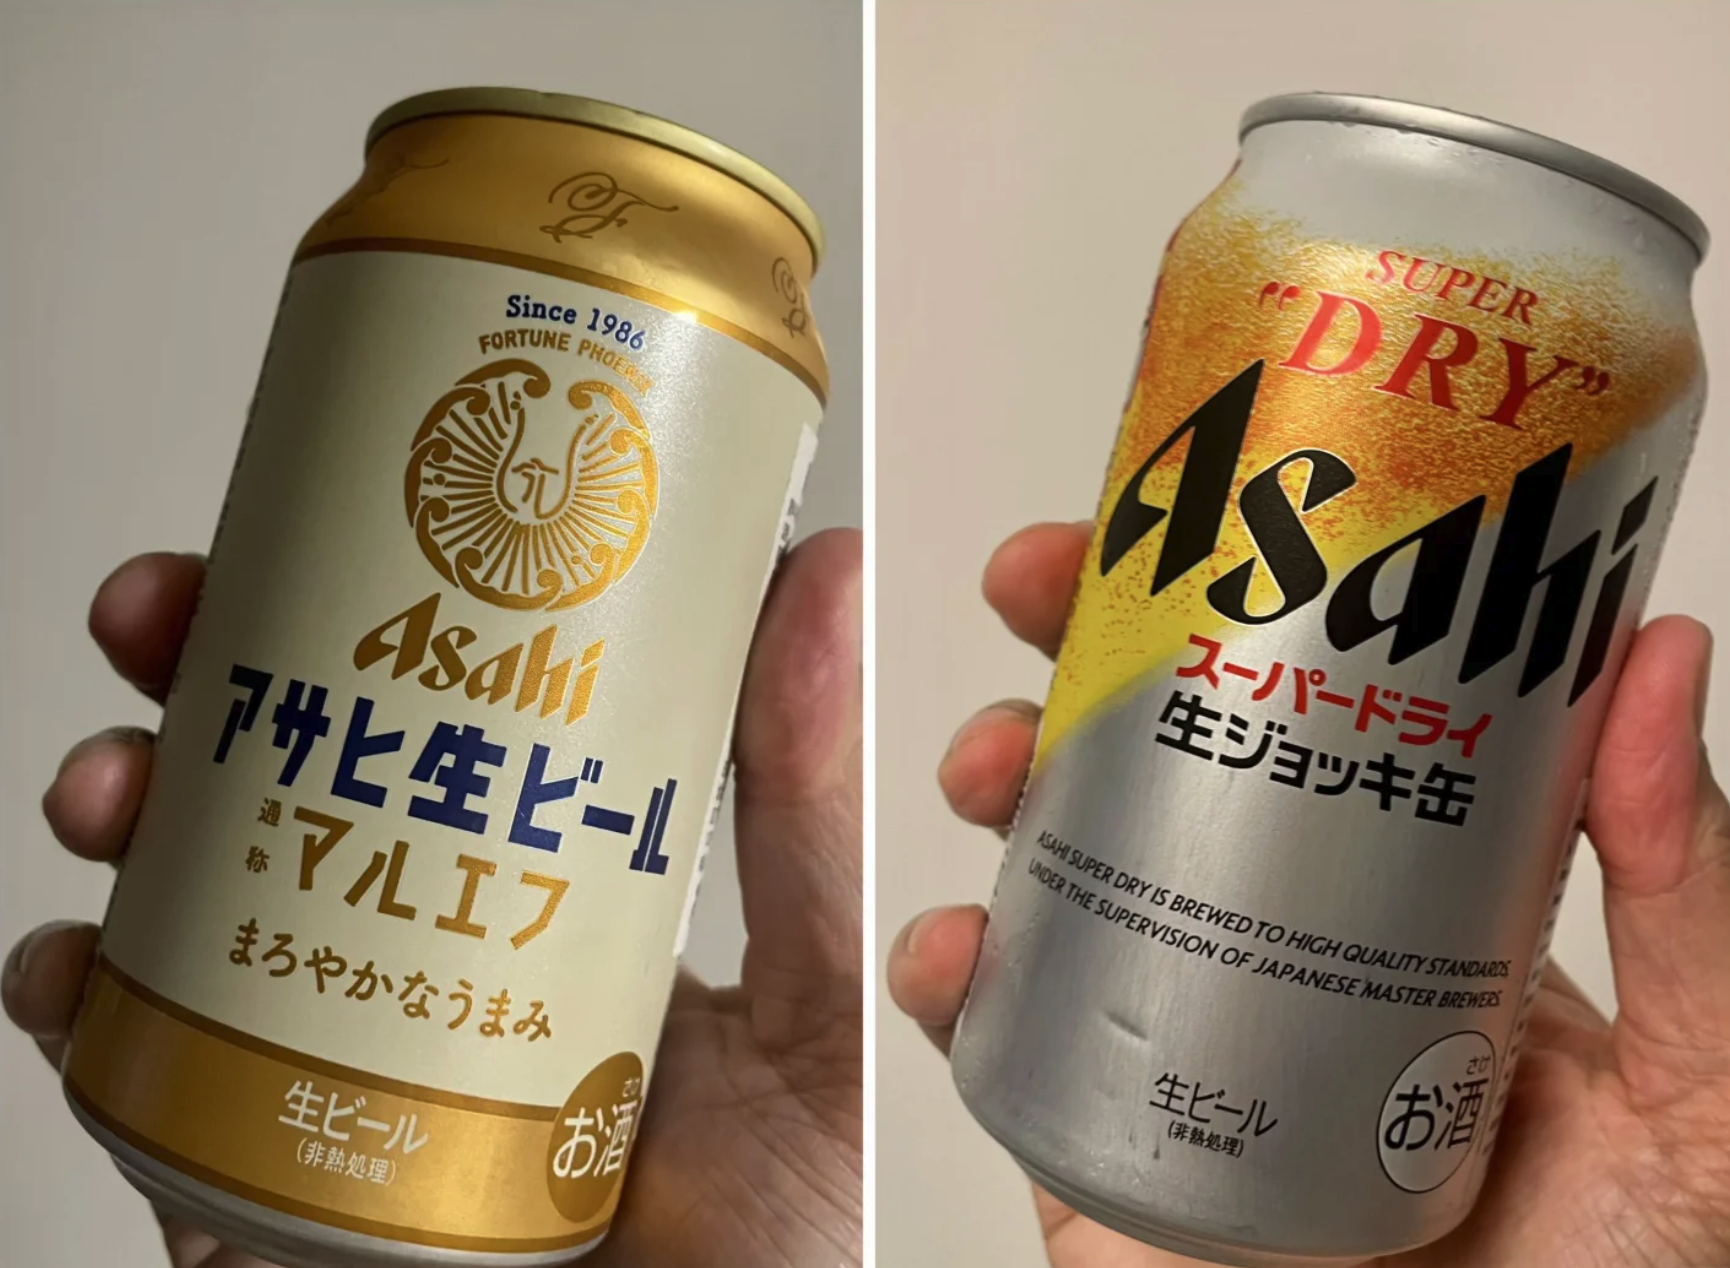 F
Since 1986
FORTUNE PHOENIX
Asahi
アサヒ生ビール
通称 マルエフ
まろやかなうまみ
生ビール
(非熱処理)
さけ
お酒
SUPER
"DRY"
Asahi
スーパードライ
生ジョッキ缶
ASAHI SUPER DRY IS BREWED TO HIGH QUALITY STANDARDS
UNDER THE SUPERVISION OF JAPANESE MASTER BREWERS.
生ビール
(非熱処理)
さけ
お酒